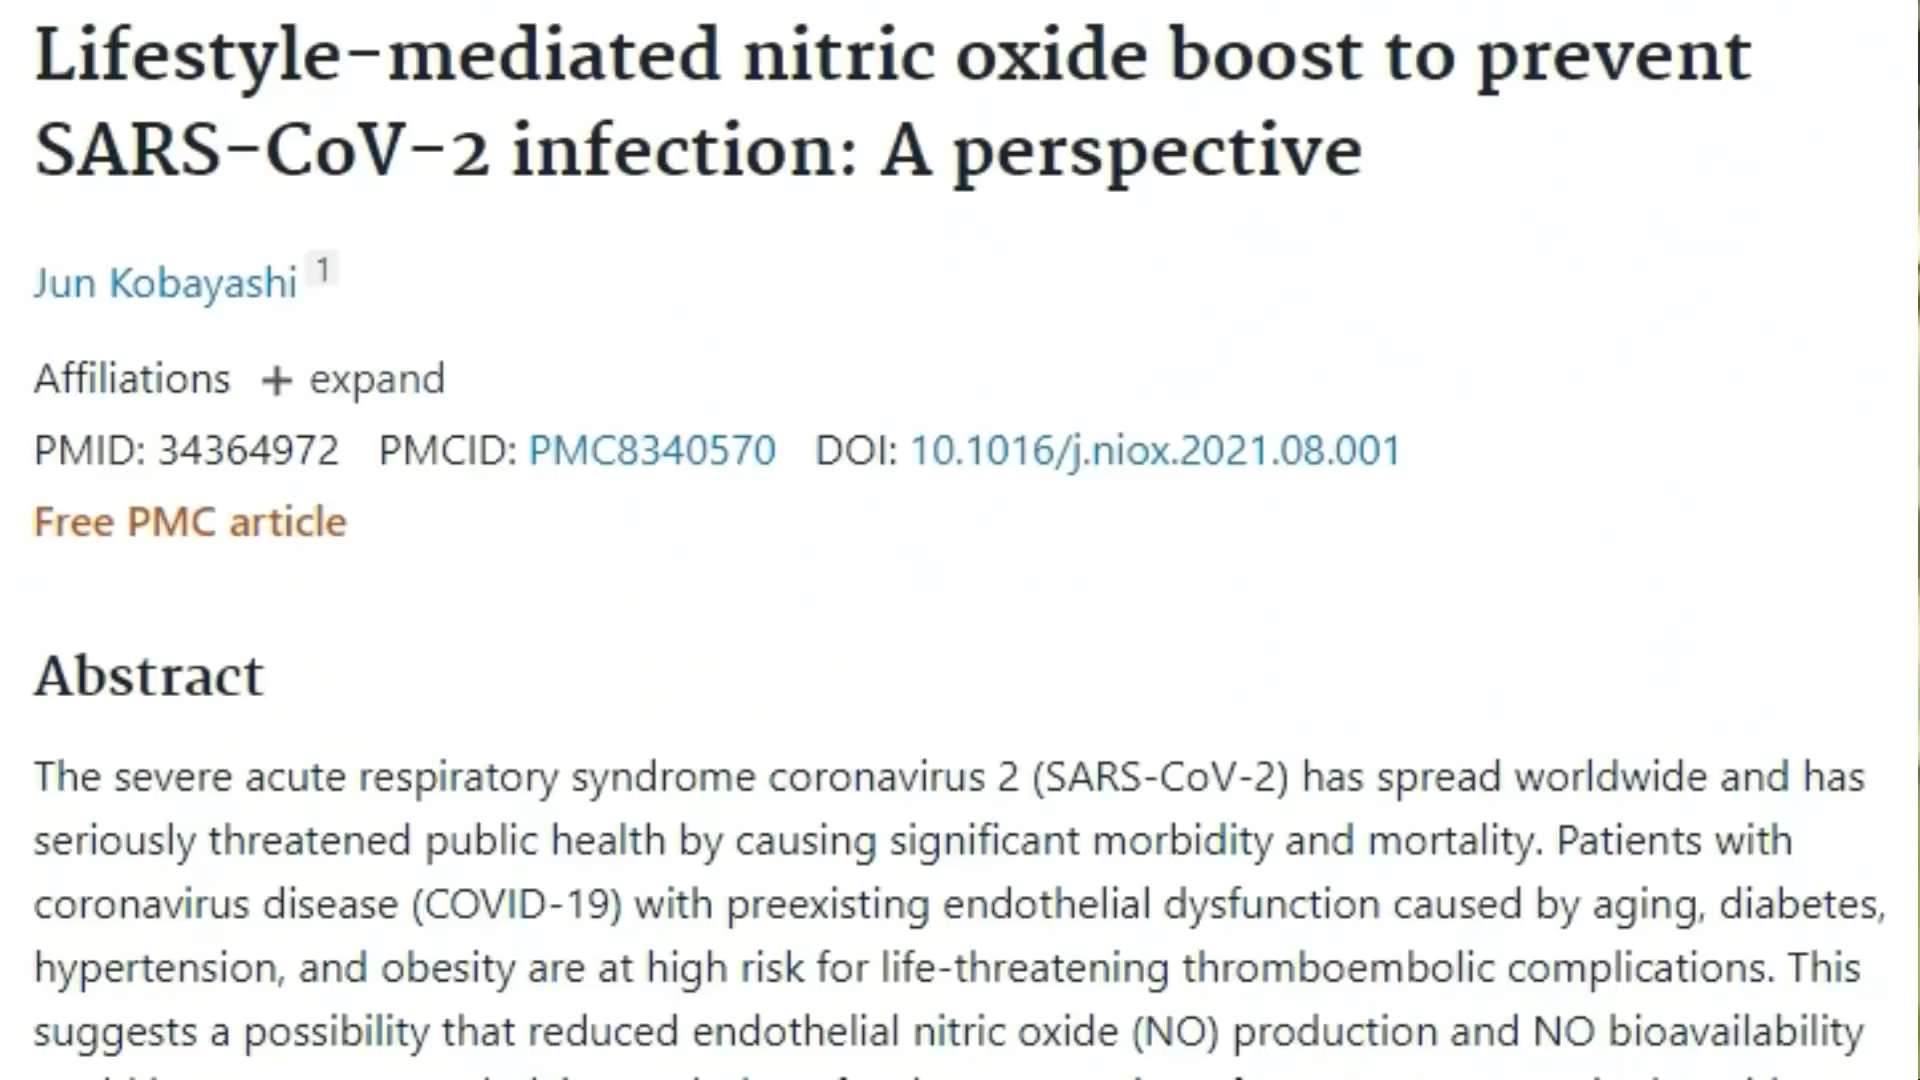 Lifestyle-mediated nitric oxide boost to prevent
SARS-CoV-2 infection: A perspective
Jun Kobayashi 1
Affiliations + expand
PMID: 34364972 PMCID: PMC8340570 DOI: 10.1016/j.niox.2021.08.001
Free PMC article
Abstract
The severe acute respiratory syndrome coronavirus 2 (SARS-CoV-2) has spread worldwide and has
seriously threatened public health by causing significant morbidity and mortality. Patients with
coronavirus disease (COVID-19) with preexisting endothelial dysfunction caused by aging, diabetes,
hypertension, and obesity are at high risk for life-threatening thromboembolic complications. This
suggests a possibility that reduced endothelial nitric oxide (NO) production and NO bioavailability